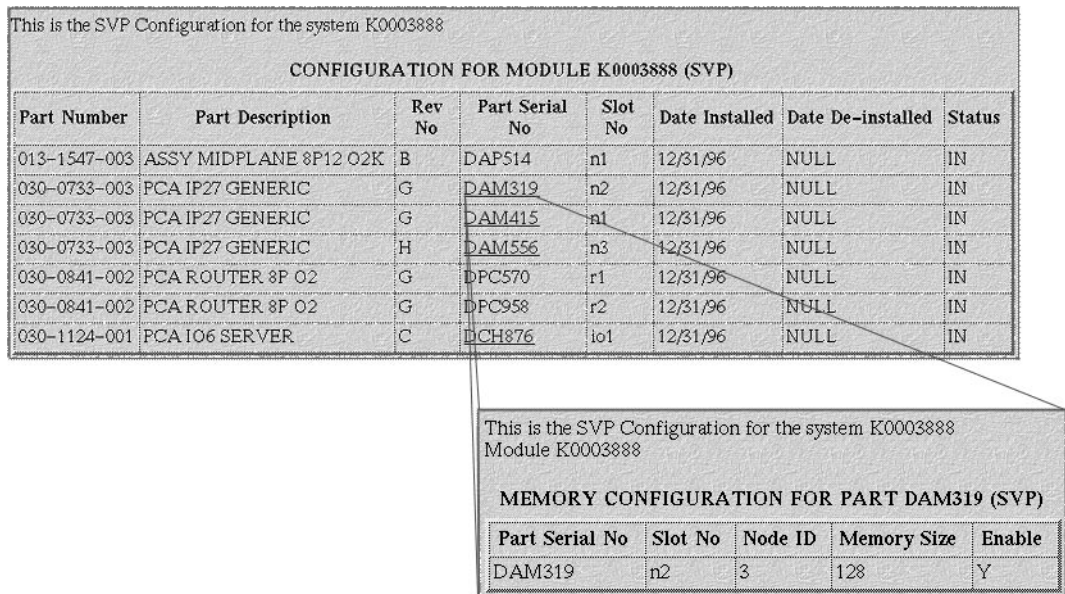 This is the SVP Configuration for the system K0003888
CONFIGURATION FOR MODULE K0003888 (SVP)
Part Number Part Description Rev No Part Serial No Slot No Date Installed Date De-installed Status
013-1547-003 ASSY MIDPLANE 8P12 O2K B DAP514 n1 12/31/96 NULL IN
030-0733-003 PCA IP27 GENERIC G DAM319 n2 12/31/96 NULL IN
030-0733-003 PCA IP27 GENERIC G DAM415 n1 12/31/96 NULL IN
030-0733-003 PCA IP27 GENERIC H DAM556 n3 12/31/96 NULL IN
030-0841-002 PCA ROUTER 8P O2 G DPC570 r1 12/31/96 NULL IN
030-0841-002 PCA ROUTER 8P O2 G DPC958 r2 12/31/96 NULL IN
030-1124-001 PCA IO6 SERVER C DCH876 io1 12/31/96 NULL IN
This is the SVP Configuration for the system K0003888
Module K0003888
MEMORY CONFIGURATION FOR PART DAM319 (SVP)
Part Serial No Slot No Node ID Memory Size Enable
DAM319 n2 3 128 Y